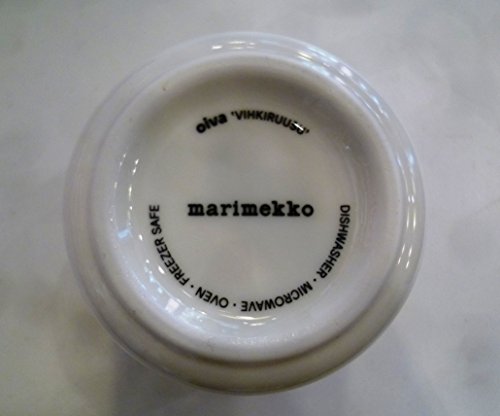 oiva 'VIHKIRUUSU'
marimekko
DISHWASHER · MICROWAVE · OVEN · FREEZER SAFE